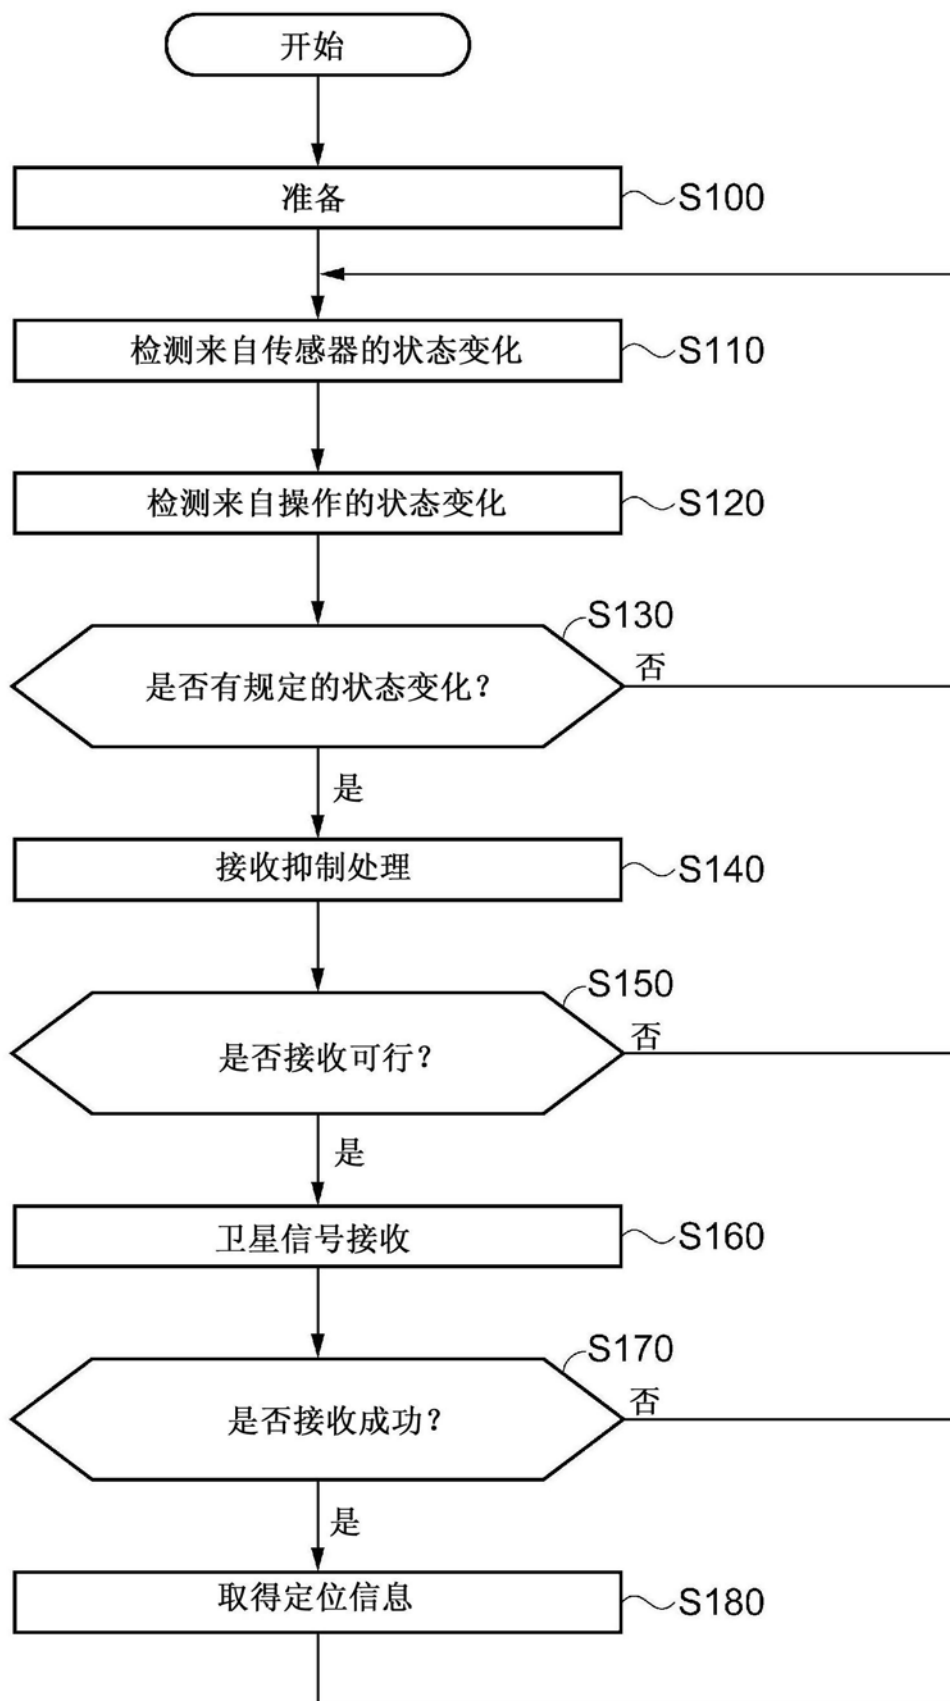 开始
准备
S100
检测来自传感器的状态变化
S110
检测来自操作的状态变化
S120
S130
是否有规定的状态变化？
否
是
接收抑制处理
S140
S150
是否接收可行？
否
是
卫星信号接收
S160
S170
是否接收成功？
否
是
取得定位信息
S180